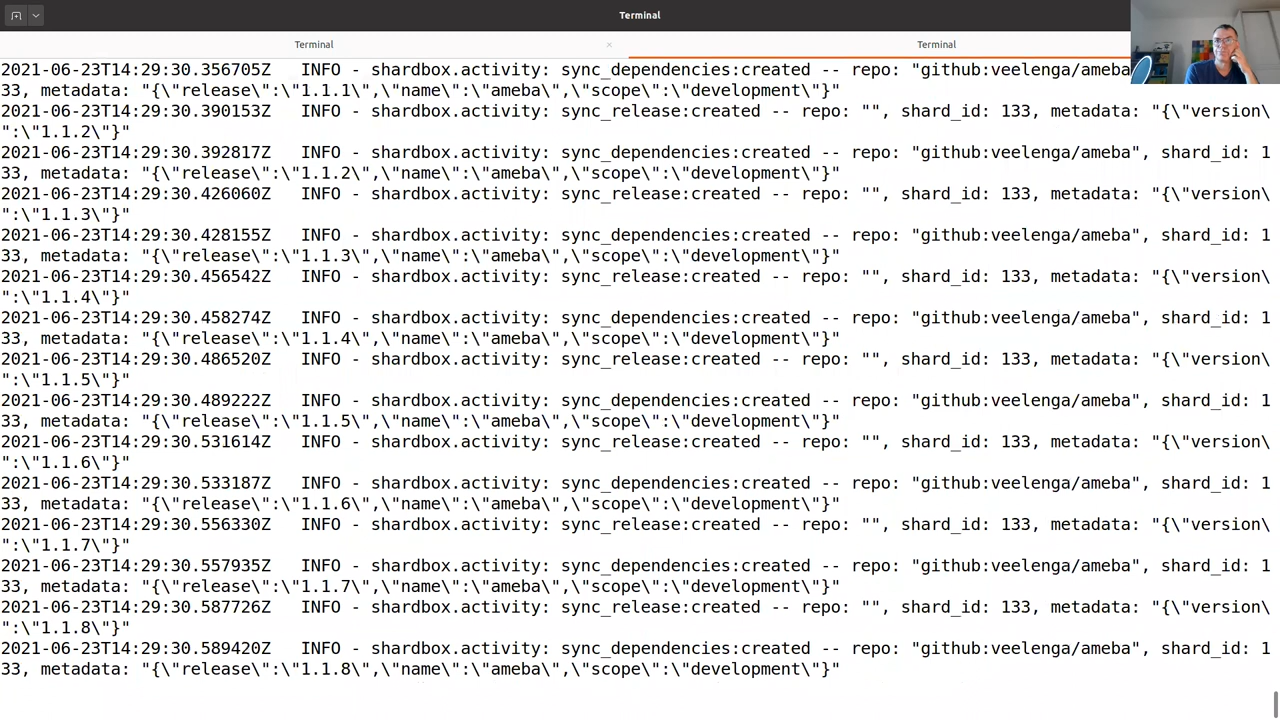 Terminal
Terminal
Terminal
2021-06-23T14:29:30.356705Z   INFO - shardbox.activity: sync_dependencies:created -- repo: "github:veelenga/ameba
33, metadata: "{\"release\":\"1.1.1\",\"name\":\"ameba\",\"scope\":\"development\"}"
2021-06-23T14:29:30.390153Z   INFO - shardbox.activity: sync_release:created -- repo: "", shard_id: 133, metadata: "{\"version\
":\"1.1.2\"}"
2021-06-23T14:29:30.392817Z   INFO - shardbox.activity: sync_dependencies:created -- repo: "github:veelenga/ameba", shard_id: 1
33, metadata: "{\"release\":\"1.1.2\",\"name\":\"ameba\",\"scope\":\"development\"}"
2021-06-23T14:29:30.426060Z   INFO - shardbox.activity: sync_release:created -- repo: "", shard_id: 133, metadata: "{\"version\
":\"1.1.3\"}"
2021-06-23T14:29:30.428155Z   INFO - shardbox.activity: sync_dependencies:created -- repo: "github:veelenga/ameba", shard_id: 1
33, metadata: "{\"release\":\"1.1.3\",\"name\":\"ameba\",\"scope\":\"development\"}"
2021-06-23T14:29:30.456542Z   INFO - shardbox.activity: sync_release:created -- repo: "", shard_id: 133, metadata: "{\"version\
":\"1.1.4\"}"
2021-06-23T14:29:30.458274Z   INFO - shardbox.activity: sync_dependencies:created -- repo: "github:veelenga/ameba", shard_id: 1
33, metadata: "{\"release\":\"1.1.4\",\"name\":\"ameba\",\"scope\":\"development\"}"
2021-06-23T14:29:30.486520Z   INFO - shardbox.activity: sync_release:created -- repo: "", shard_id: 133, metadata: "{\"version\
":\"1.1.5\"}"
2021-06-23T14:29:30.489222Z   INFO - shardbox.activity: sync_dependencies:created -- repo: "github:veelenga/ameba", shard_id: 1
33, metadata: "{\"release\":\"1.1.5\",\"name\":\"ameba\",\"scope\":\"development\"}"
2021-06-23T14:29:30.531614Z   INFO - shardbox.activity: sync_release:created -- repo: "", shard_id: 133, metadata: "{\"version\
":\"1.1.6\"}"
2021-06-23T14:29:30.533187Z   INFO - shardbox.activity: sync_dependencies:created -- repo: "github:veelenga/ameba", shard_id: 1
33, metadata: "{\"release\":\"1.1.6\",\"name\":\"ameba\",\"scope\":\"development\"}"
2021-06-23T14:29:30.556330Z   INFO - shardbox.activity: sync_release:created -- repo: "", shard_id: 133, metadata: "{\"version\
":\"1.1.7\"}"
2021-06-23T14:29:30.557935Z   INFO - shardbox.activity: sync_dependencies:created -- repo: "github:veelenga/ameba", shard_id: 1
33, metadata: "{\"release\":\"1.1.7\",\"name\":\"ameba\",\"scope\":\"development\"}"
2021-06-23T14:29:30.587726Z   INFO - shardbox.activity: sync_release:created -- repo: "", shard_id: 133, metadata: "{\"version\
":\"1.1.8\"}"
2021-06-23T14:29:30.589420Z   INFO - shardbox.activity: sync_dependencies:created -- repo: "github:veelenga/ameba", shard_id: 1
33, metadata: "{\"release\":\"1.1.8\",\"name\":\"ameba\",\"scope\":\"development\"}"